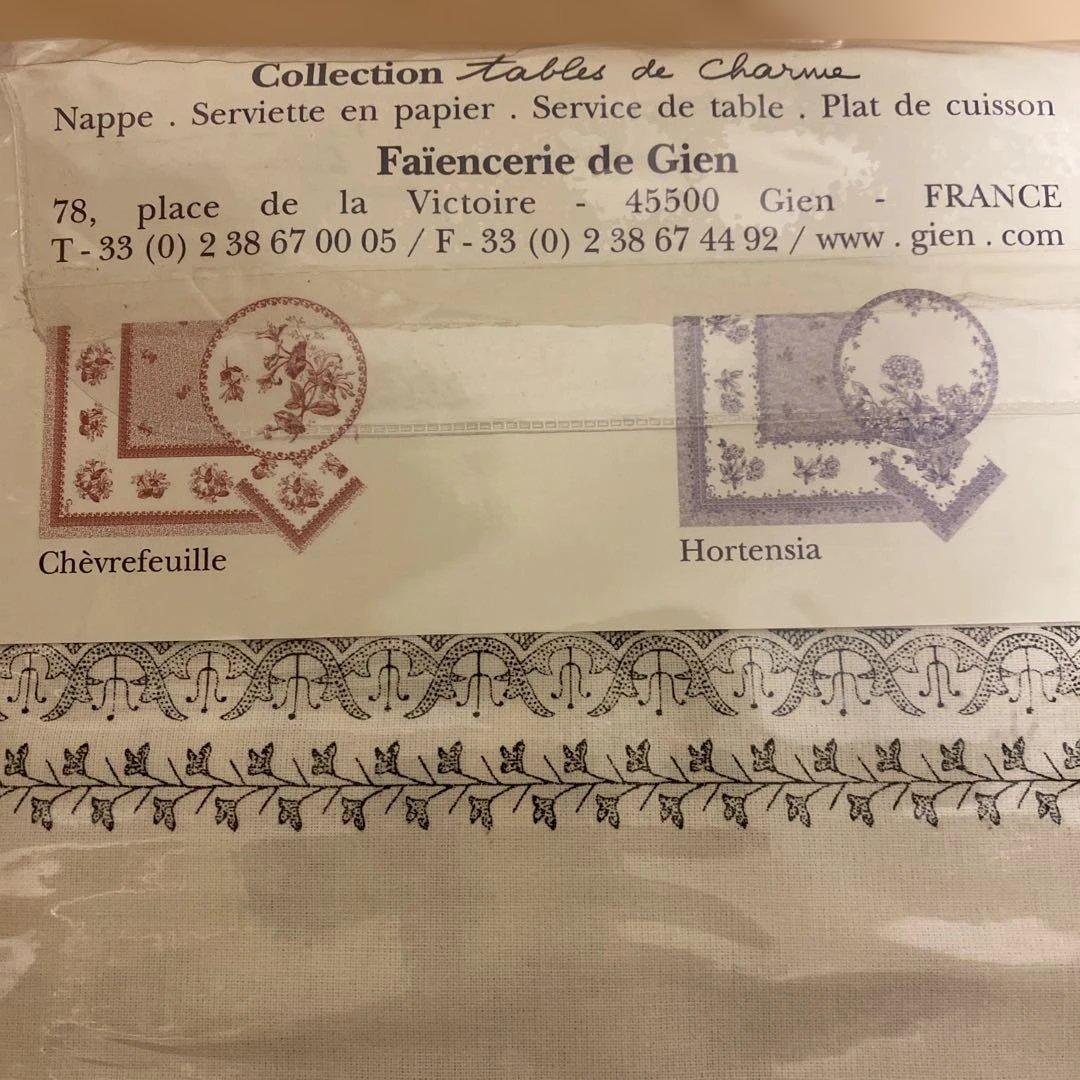 Collection tables de Charme
Nappe . Serviette en papier . Service de table . Plat de cuisson
Faïencerie de Gien
78, place de la Victoire - 45500 Gien - FRANCE
T - 33 (0) 2 38 67 00 05 / F - 33 (0) 2 38 67 44 92 / www . gien . com
Chèvrefeuille
Hortensia